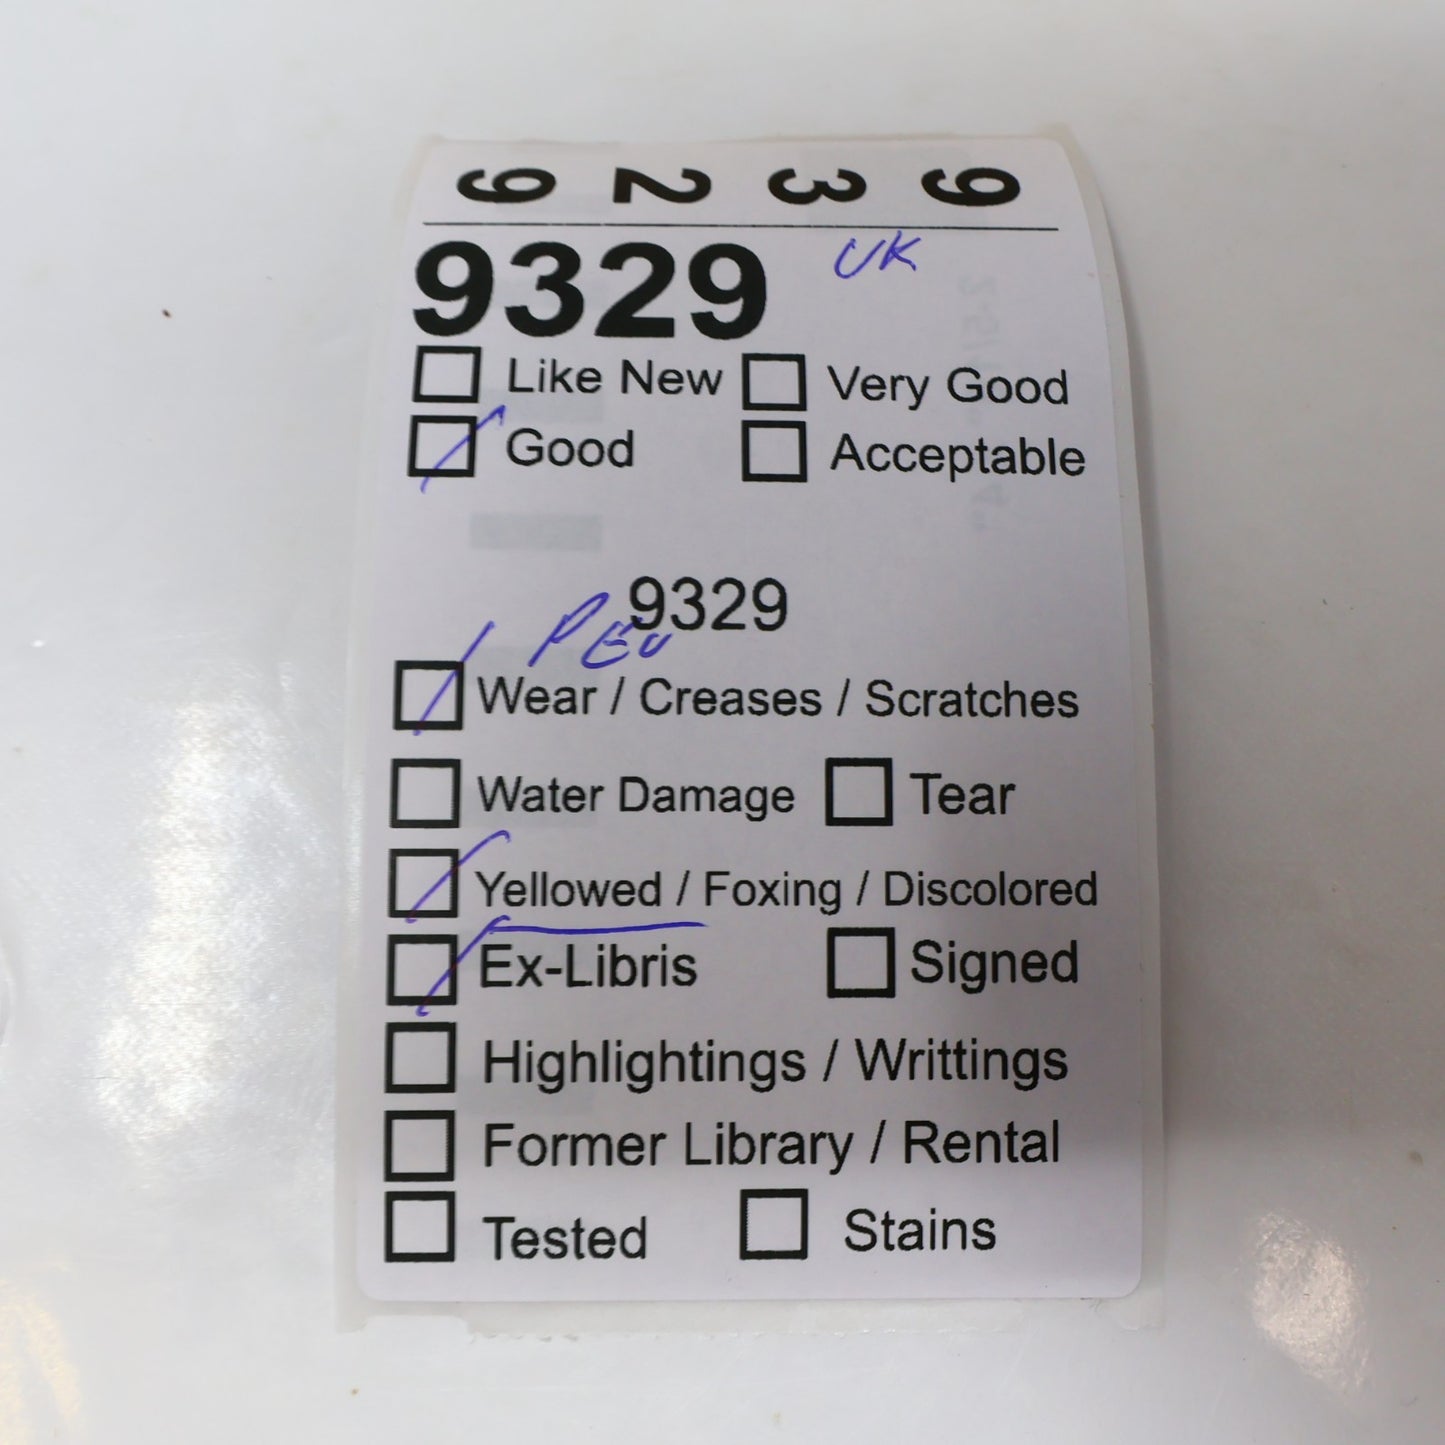 9 2 3 9
9329 UK
Like New Very Good
Good Acceptable
9329
Wear / Creases / Scratches
Water Damage Tear
Yellowed / Foxing / Discolored
Ex-Libris Signed
Highlightings / Writtings
Former Library / Rental
Tested Stains